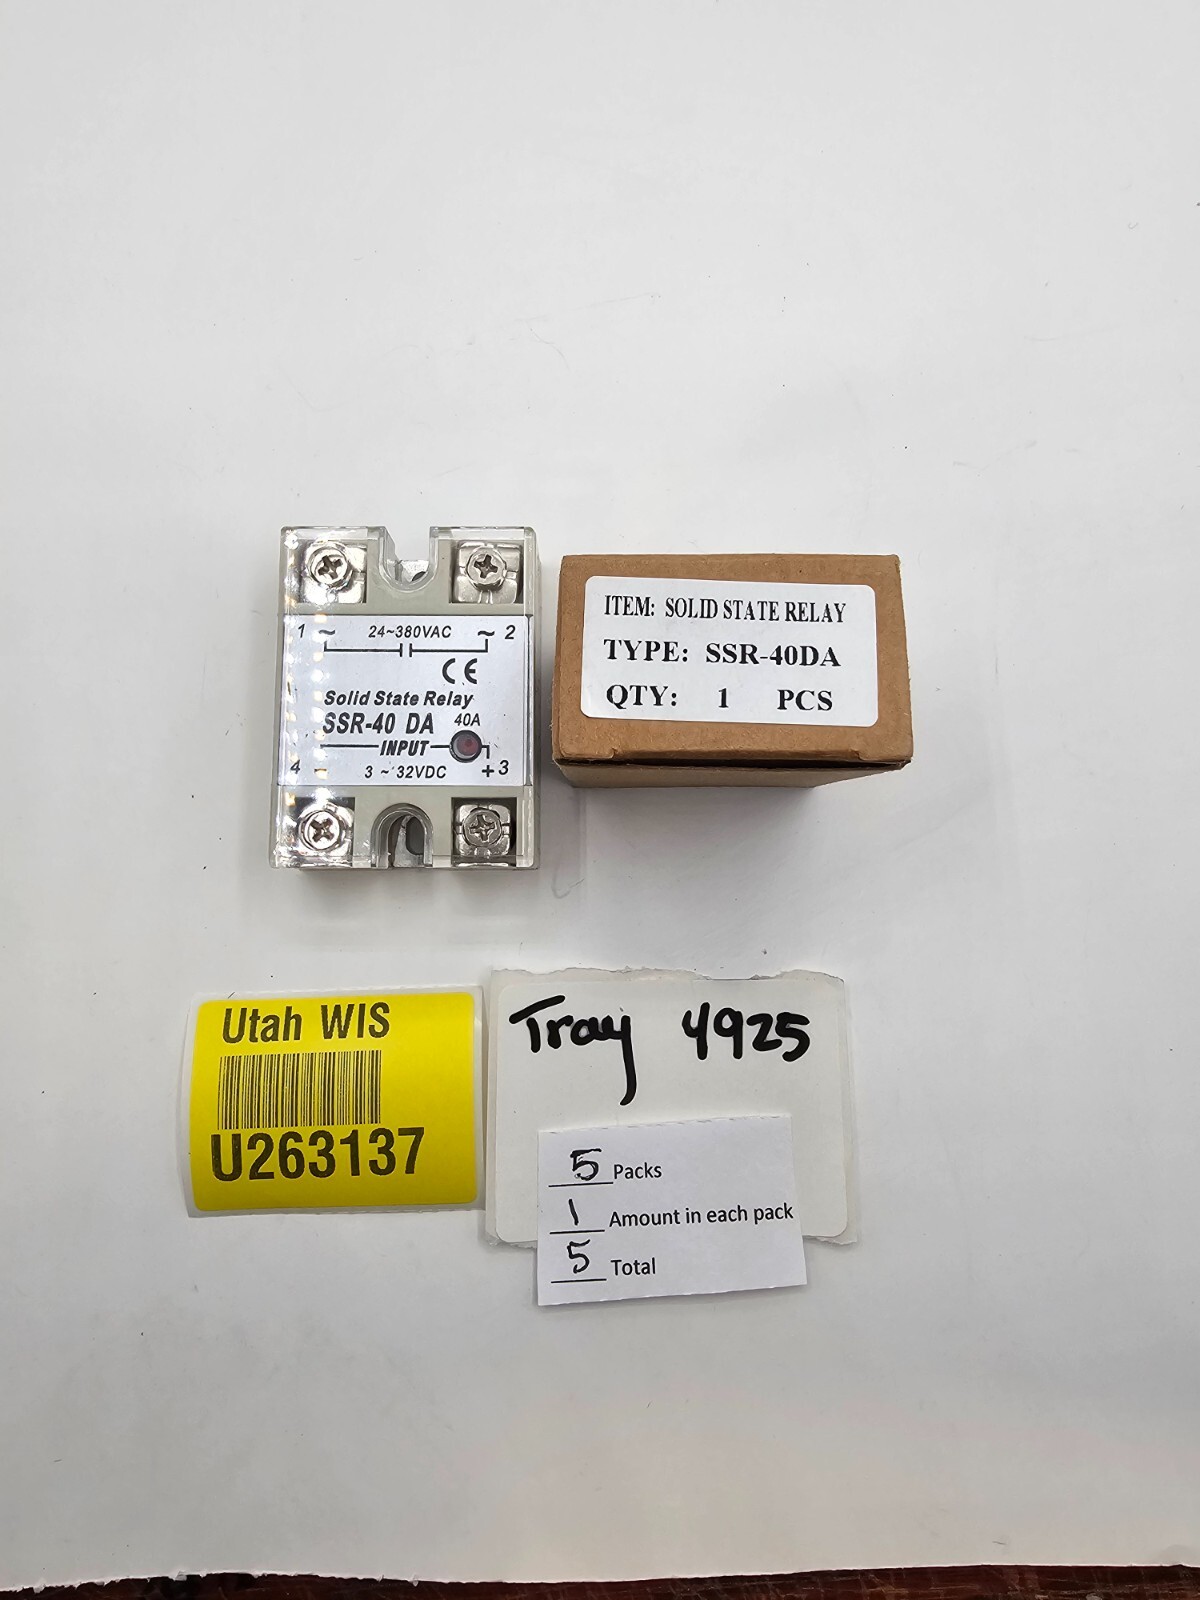 1 ~ 24~380VAC ~ 2
CE
Solid State Relay
SSR-40 DA 40A
INPUT
4 - 3 ~ 32VDC + 3
ITEM: SOLID STATE RELAY
TYPE: SSR-40DA
QTY: 1 PCS
Utah WIS
U263137
Tray 4925
5 Packs
1 Amount in each pack
5 Total